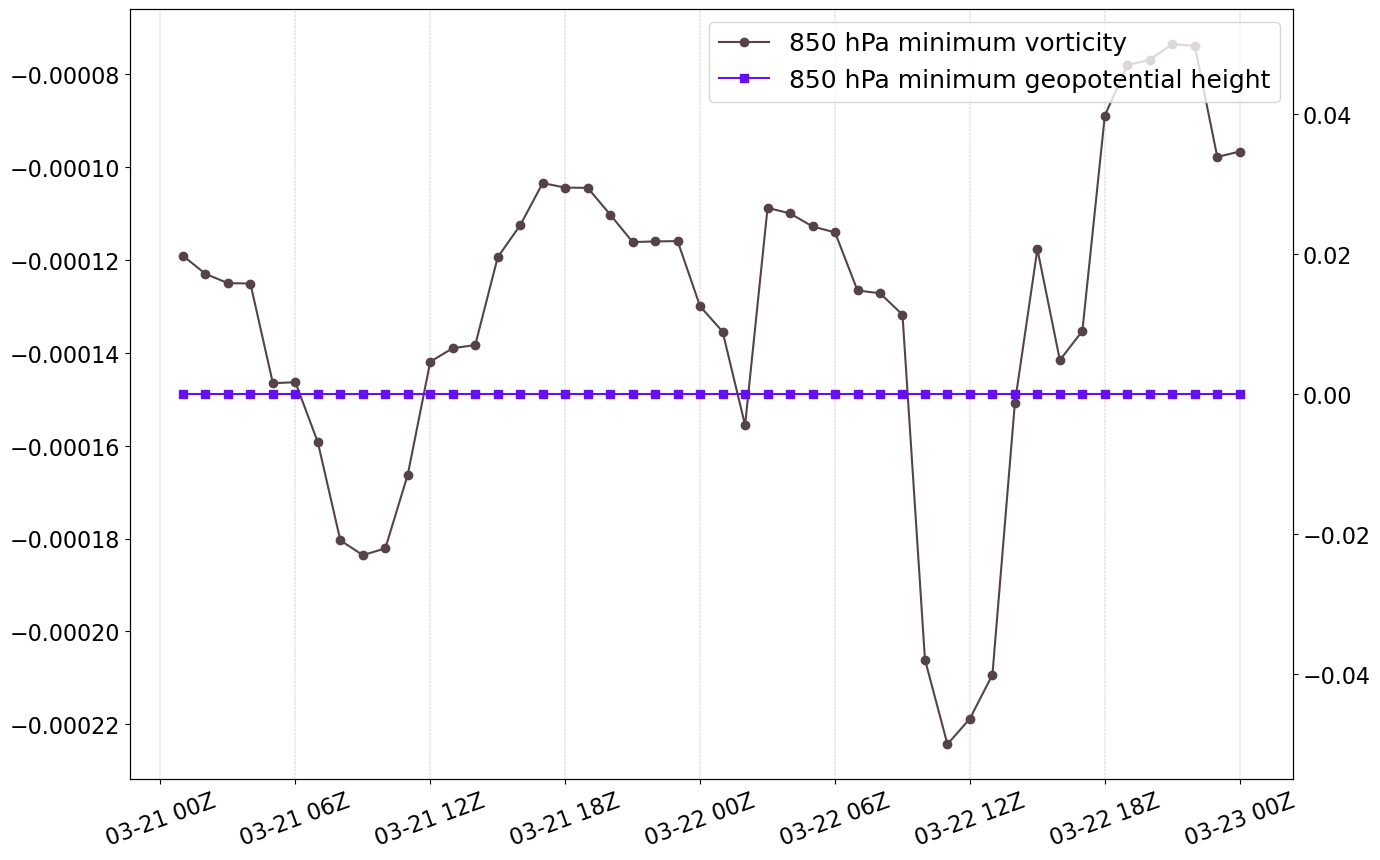 850 hPa minimum vorticity
850 hPa minimum geopotential height
−0.00008
−0.00010
−0.00012
−0.00014
−0.00016
−0.00018
−0.00020
−0.00022
0.04
0.02
0.00
−0.02
−0.04
03-21 00Z
03-21 06Z
03-21 12Z
03-21 18Z
03-22 00Z
03-22 06Z
03-22 12Z
03-22 18Z
03-23 00Z